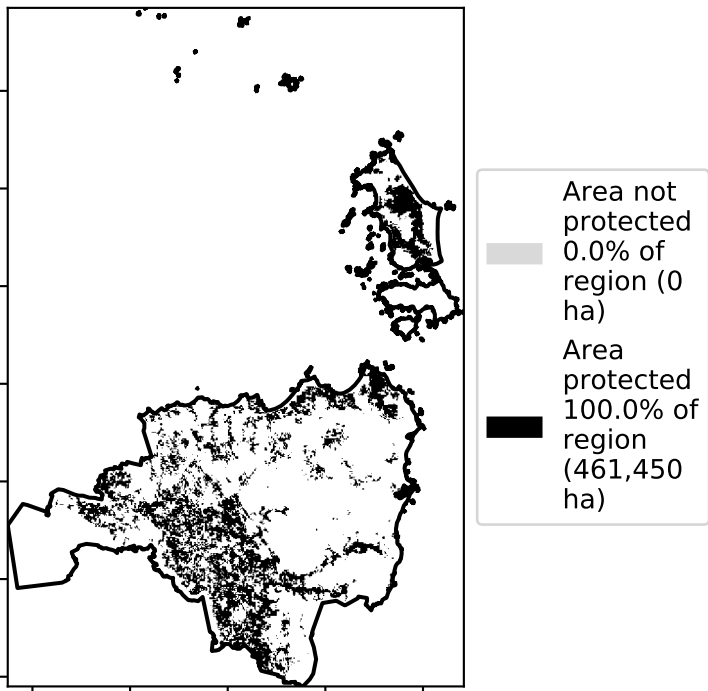 Area not
protected
0.0% of
region (0
ha)
Area
protected
100.0% of
region
(461,450
ha)